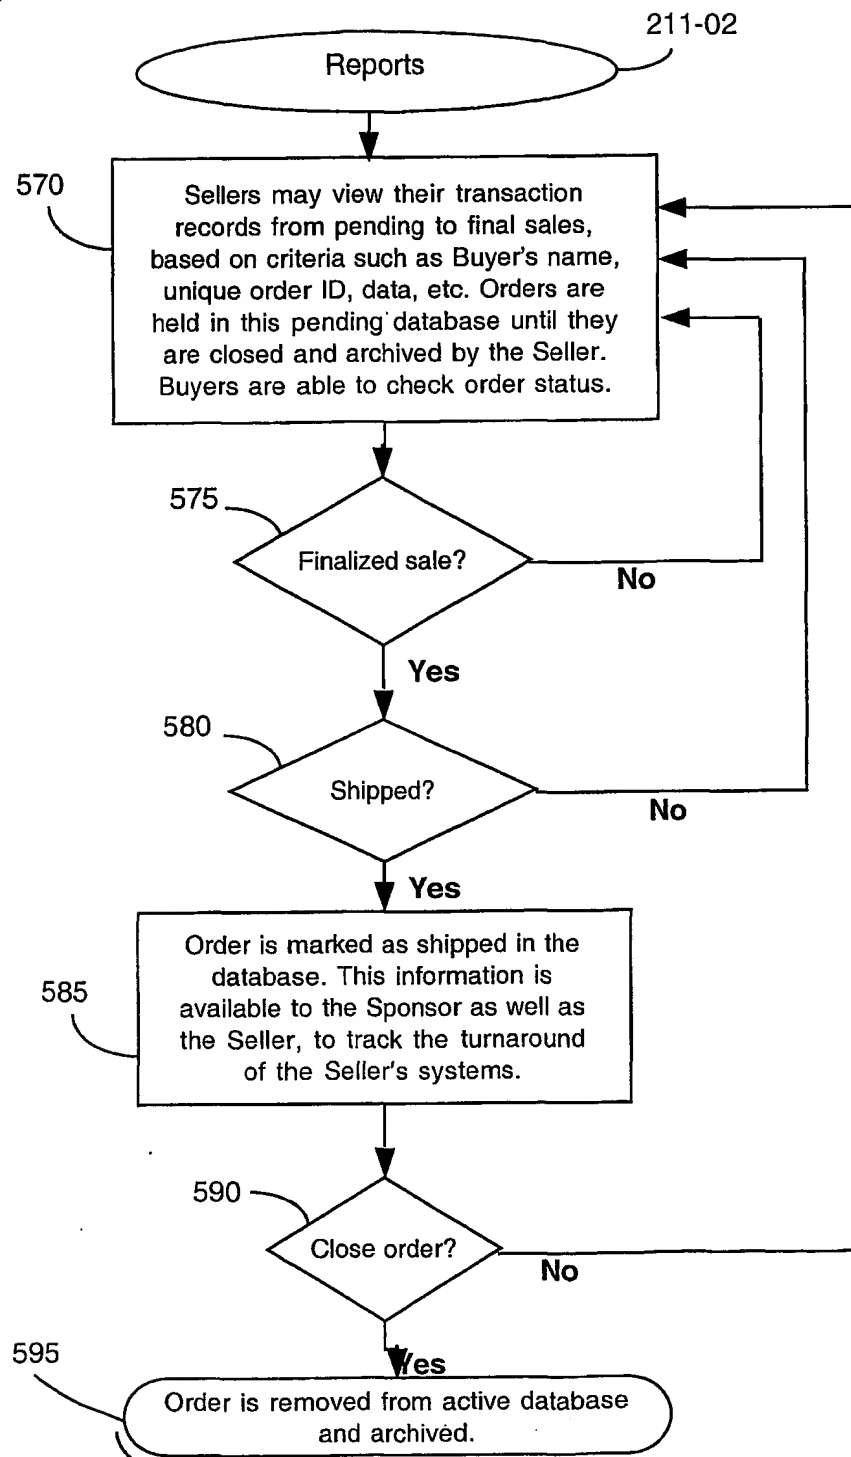 211-02
Reports
570
Sellers may view their transaction
records from pending to final sales,
based on criteria such as Buyer's name,
unique order ID, data, etc. Orders are
held in this pending database until they
are closed and archived by the Seller.
Buyers are able to check order status.
575
Finalized sale?
No
Yes
580
Shipped?
No
Yes
Order is marked as shipped in the
database. This information is
available to the Sponsor as well as
the Seller, to track the turnaround
of the Seller's systems.
585
590
Close order?
No
Yes
595
Order is removed from active database
and archived.